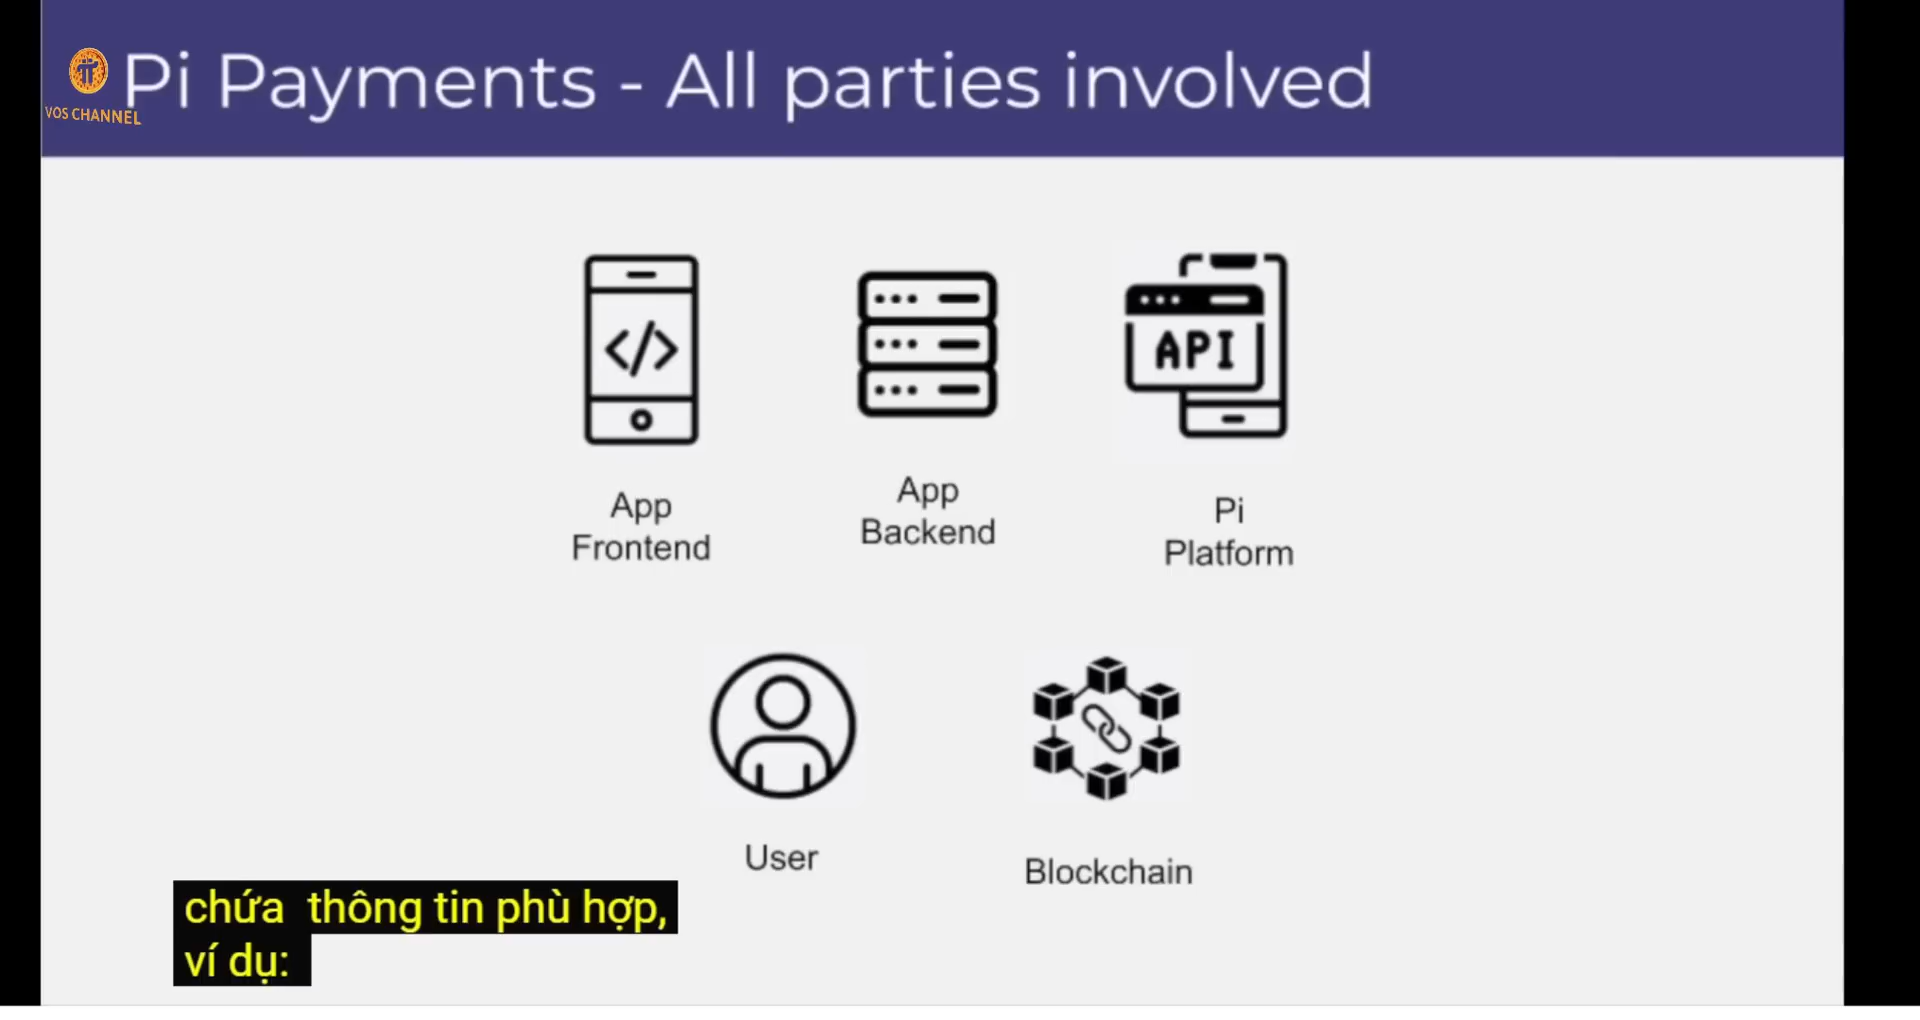 Pi Payments - All parties involved
VOS CHANNEL
</>
API
App
Frontend
App
Backend
Pi
Platform
User
Blockchain
chứa thông tin phù hợp,
ví dụ: